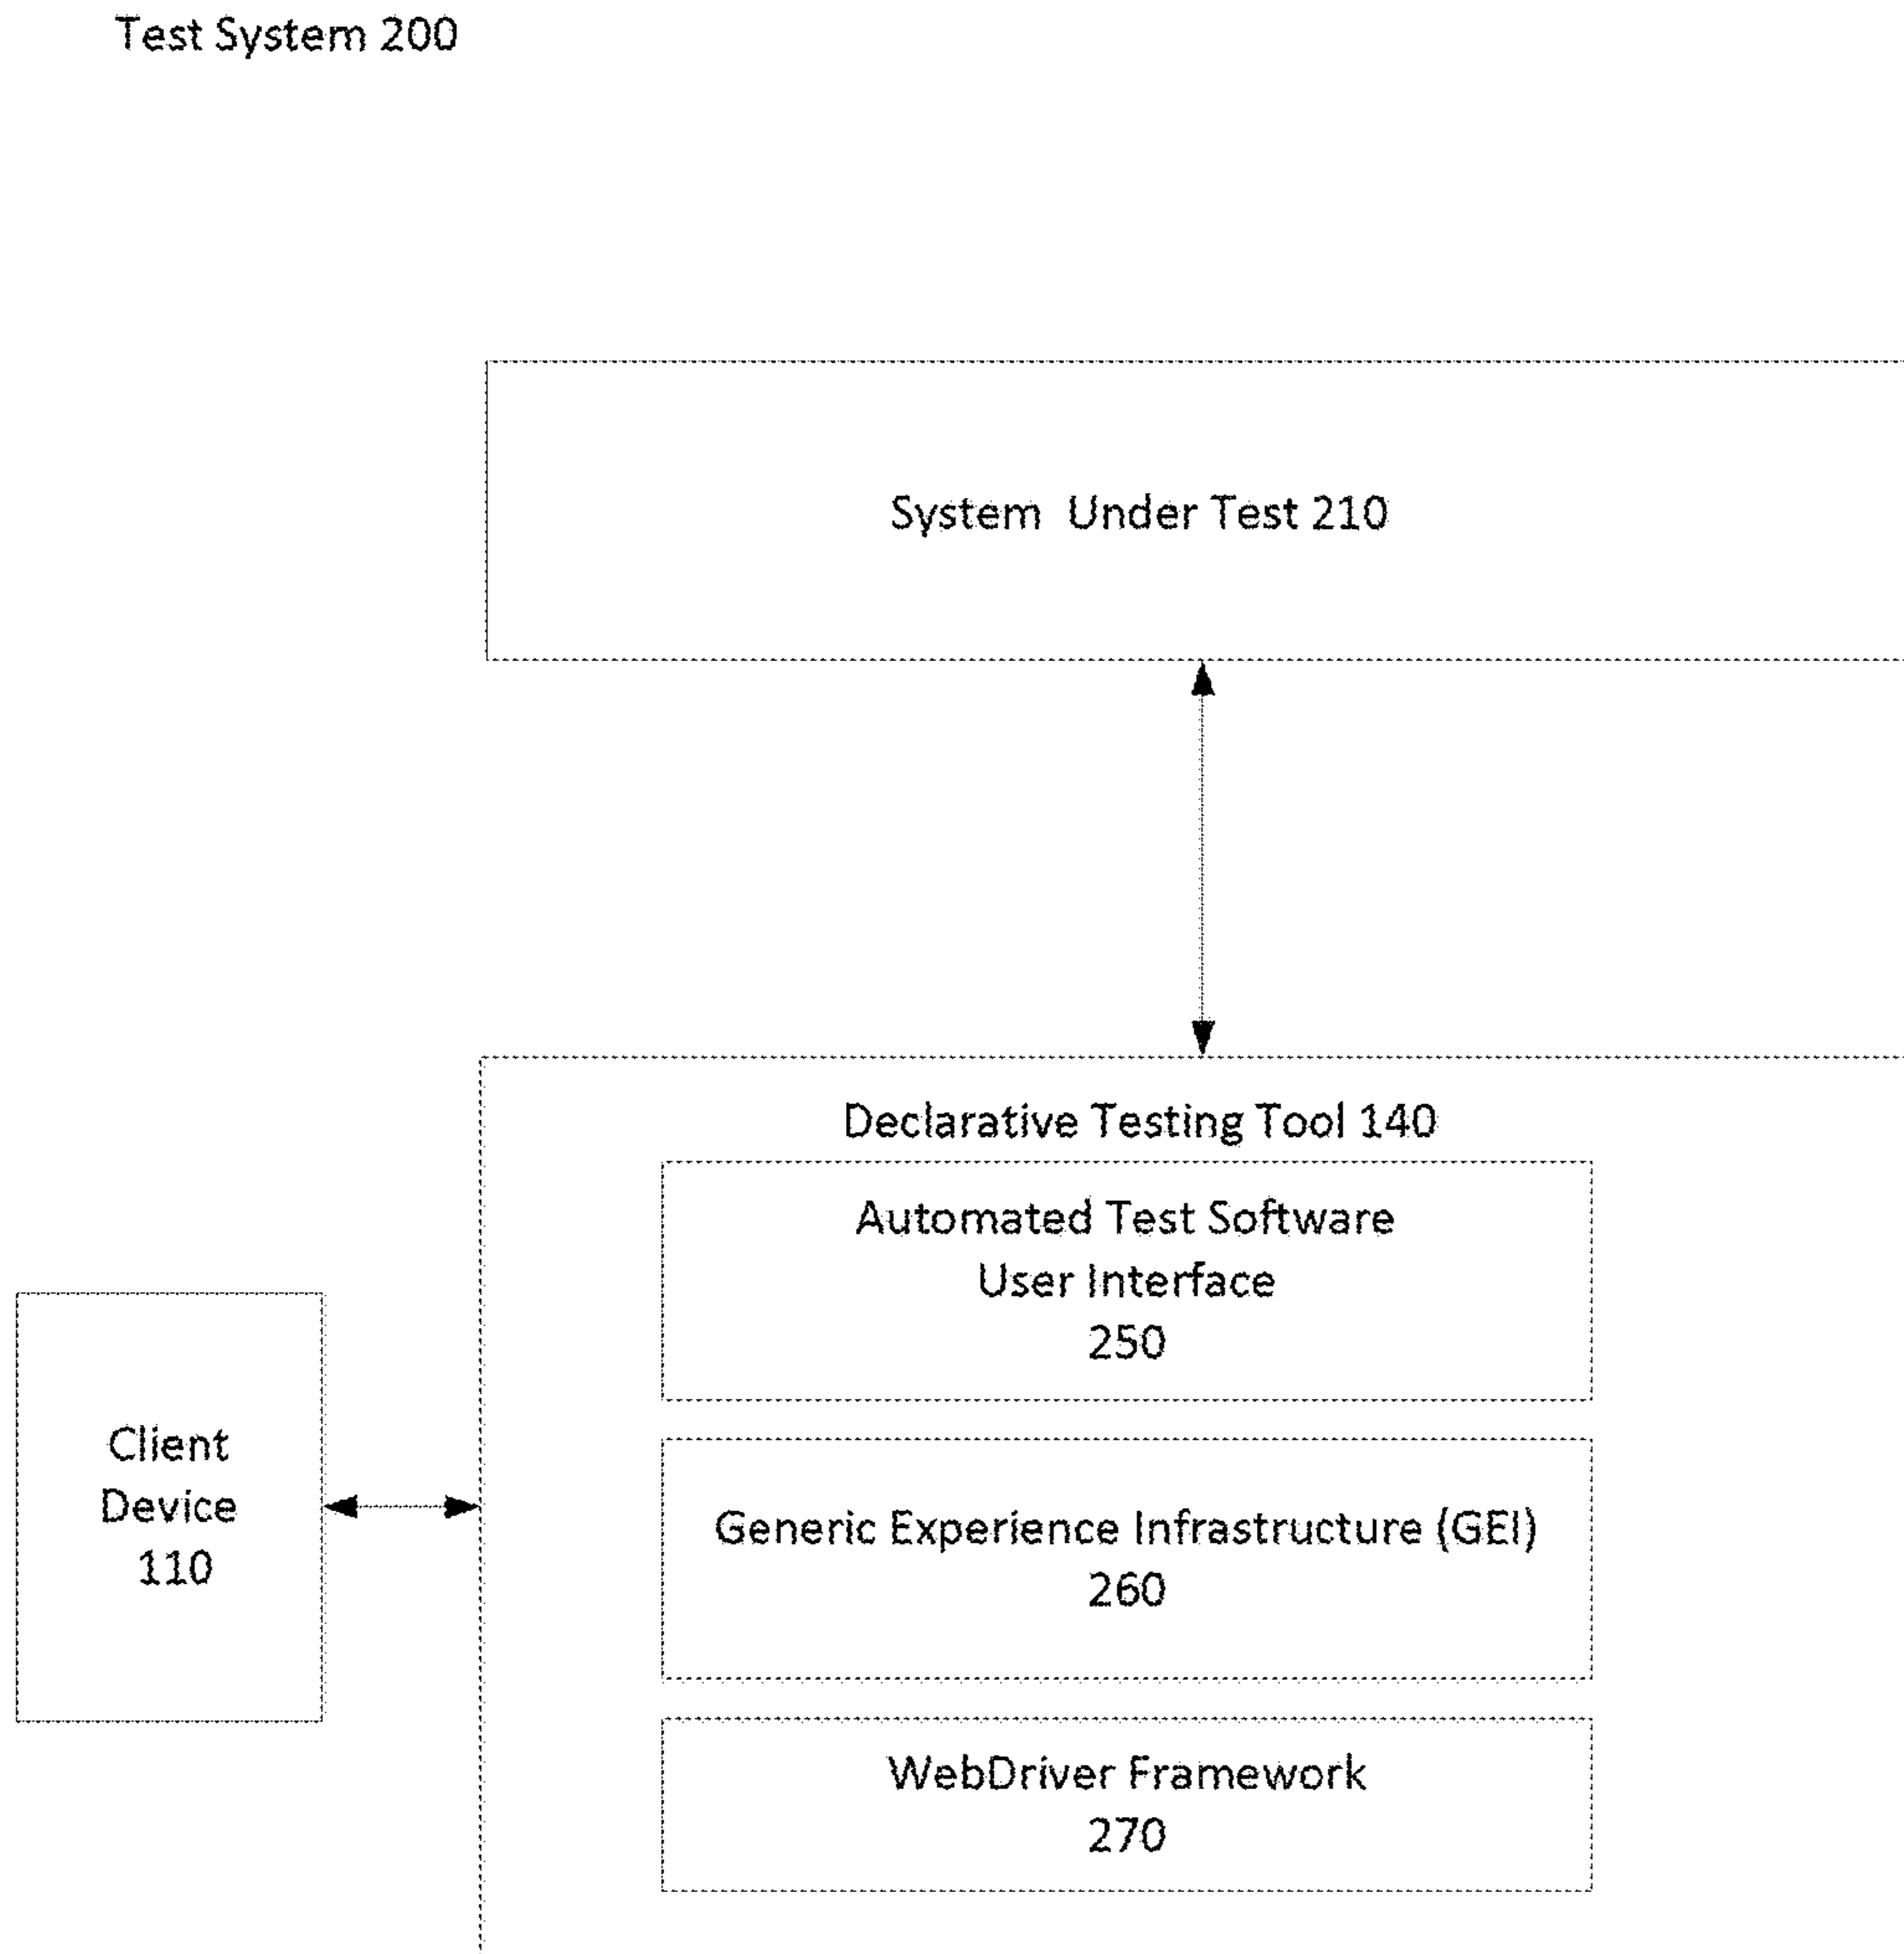 Test System 200
System Under Test 210
Declarative Testing Tool 140
Automated Test Software
User Interface
250
Client
Device
110
Generic Experience Infrastructure (GEI)
260
WebDriver Framework
270